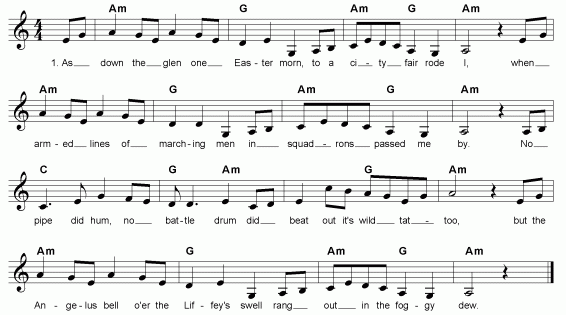 Am G Am G Am
1. As down the glen one Eas - ter morn, to a ci - ty fair rode I, when
Am G Am G Am
arm - ed lines of march - ing men in squad - rons passed me by. No
C G Am G Am
pipe did hum, no bat - tle drum did beat out it's wild tat - too, but the
Am G Am G Am
An - ge - lus bell o'er the Lif - fey's swell rang out in the fog - gy dew.